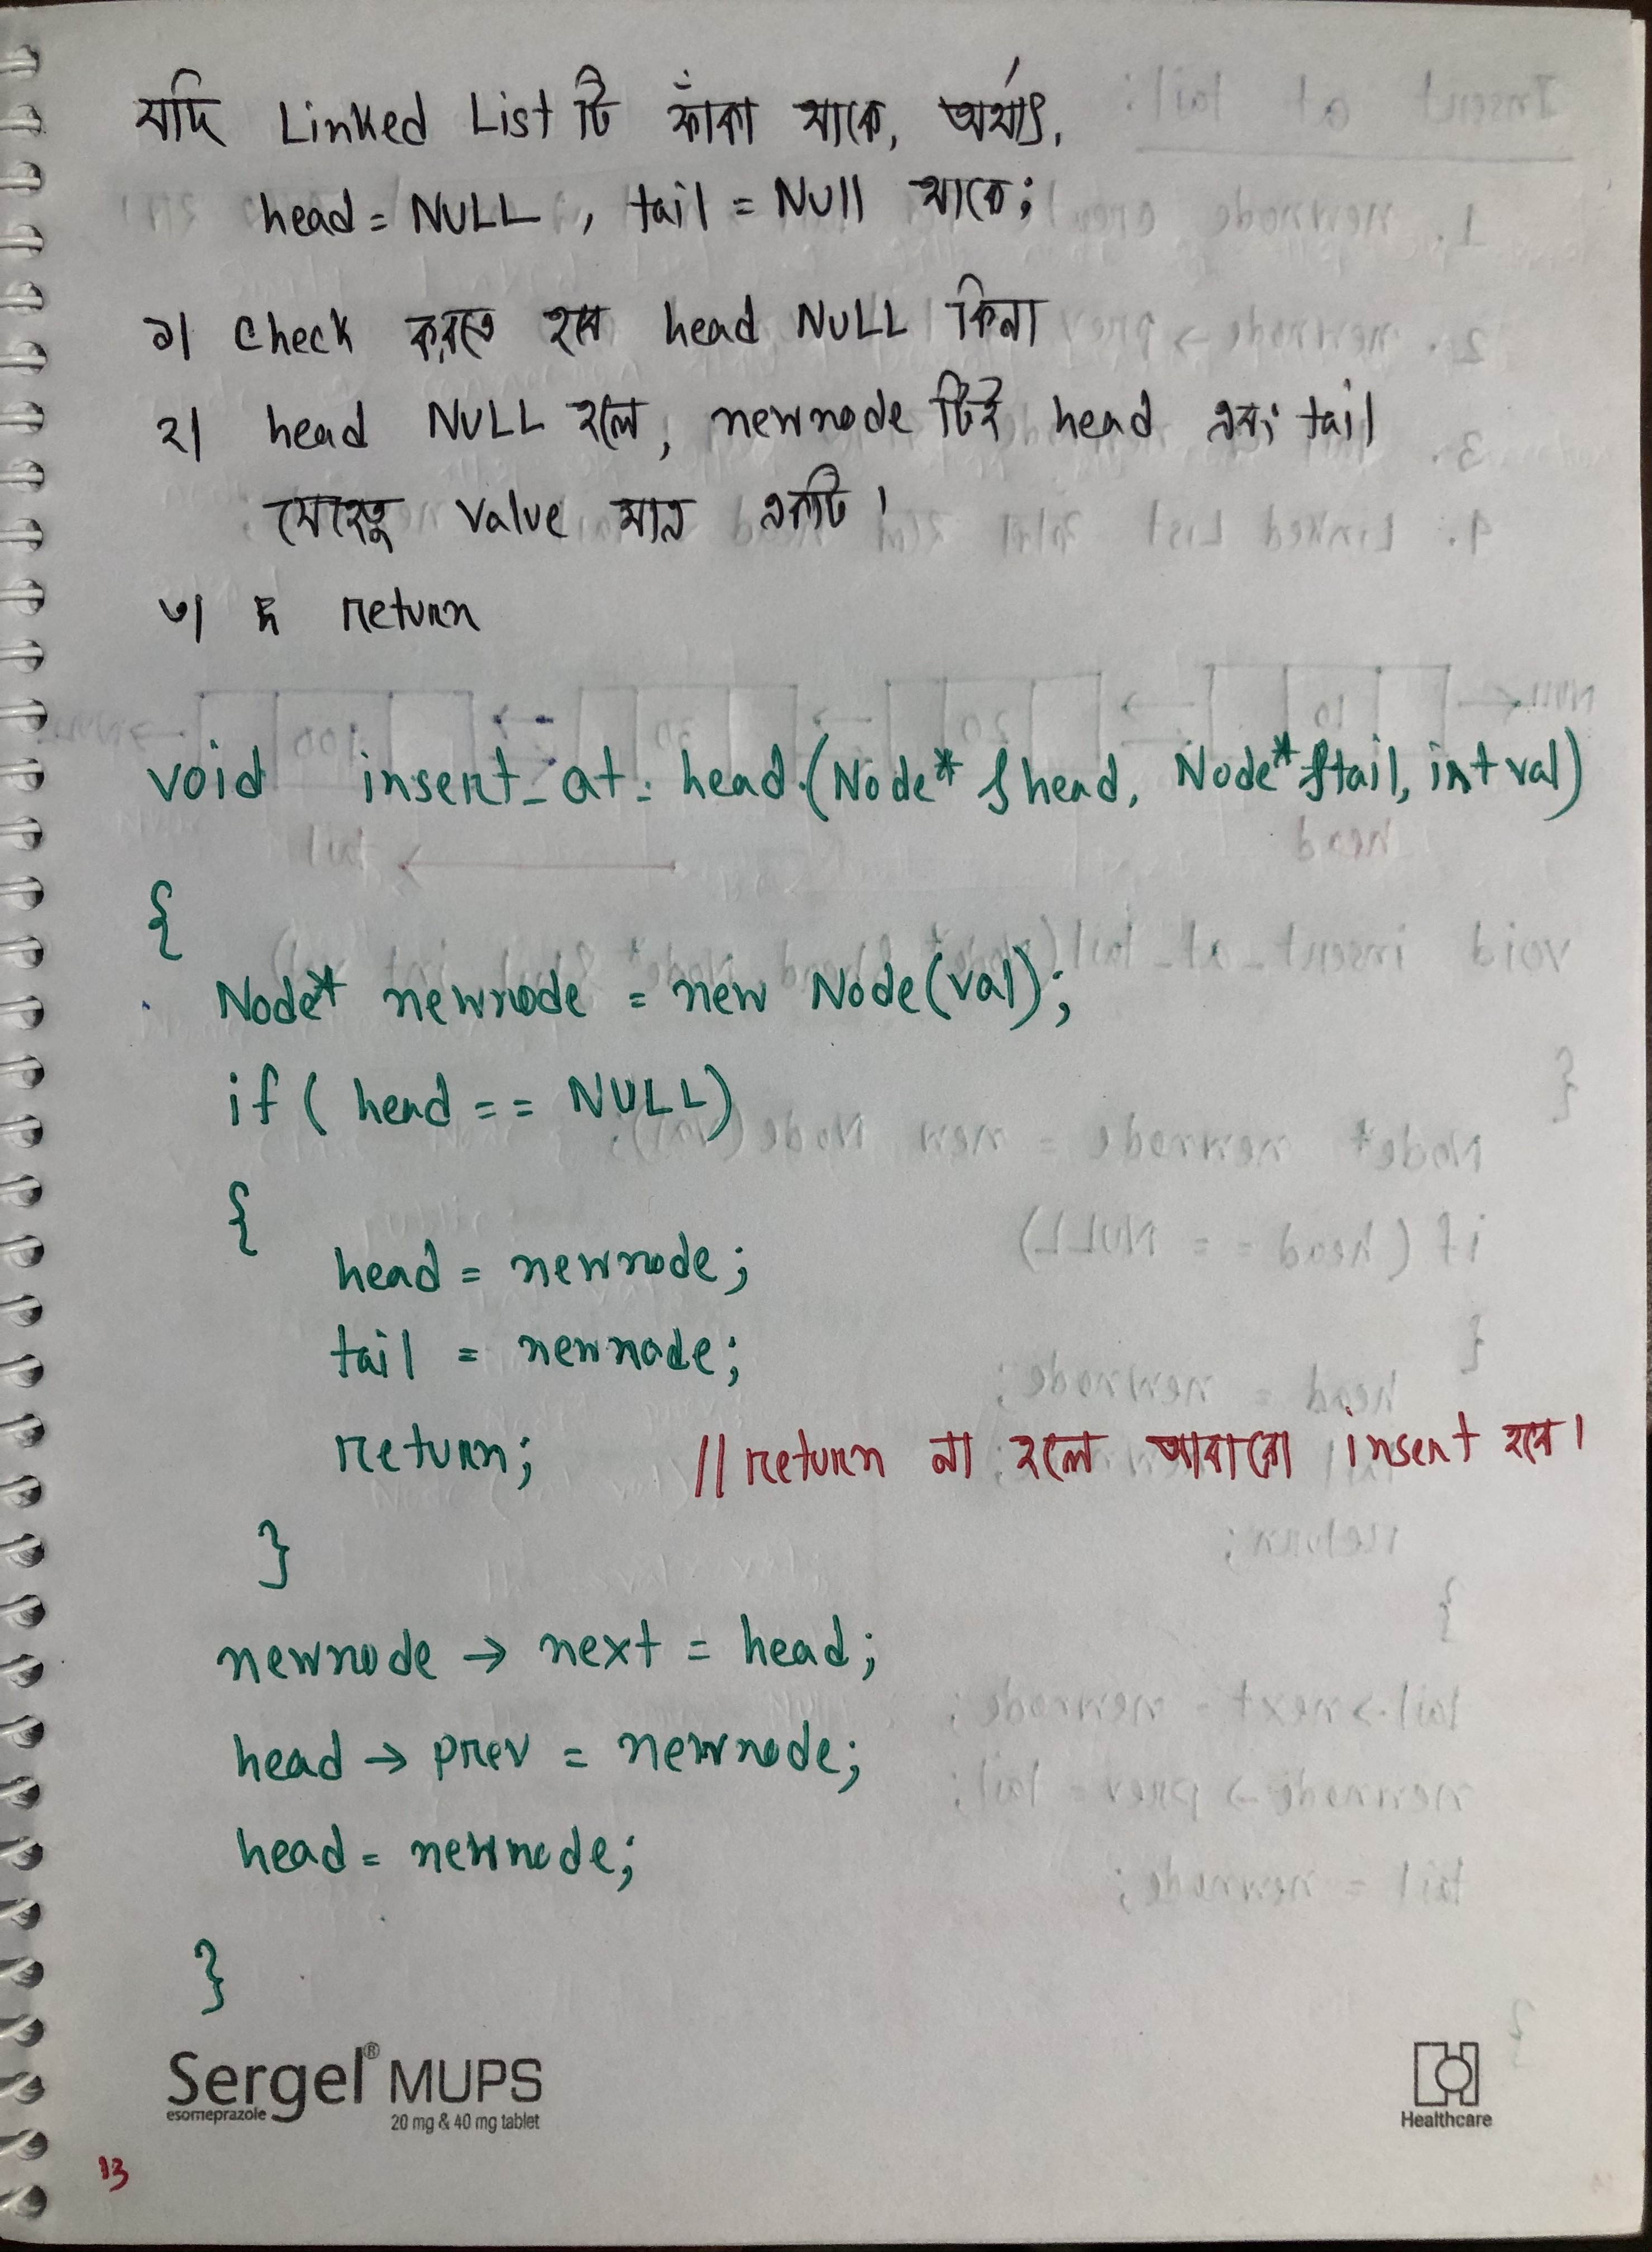 যদি Linked List টি ফাঁকা থাকে, অর্থাৎ,
head = NULL, tail = Null থাকে;
১। Check করতে হবে head NULL কিনা
২। head NULL হলে, newnode টিই head এবং tail
যেহেতু value মাত্র একটি।
৩। return
void insert_at_head (Node* &head, Node* &tail, int val)
{
Node* newnode = new Node(val);
if ( head == NULL)
{
head = newnode;
tail = newnode;
return; // return না হলে আবারো insert হবে।
}
newnode → next = head;
head → prev = newnode;
head = newnode;
}
Sergel® MUPS
esomeprazole 20 mg & 40 mg tablet
Healthcare
13